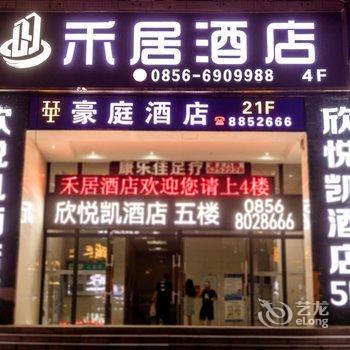 禾居酒店
0856-6909988 4F
豪庭酒店 21F
8852666
康乐佳足疗
禾居酒店欢迎您请上4楼
欣悦凯酒店 五楼 0856
8028666
欣悦凯酒店5
欣悦凯酒店
艺龙
eLong